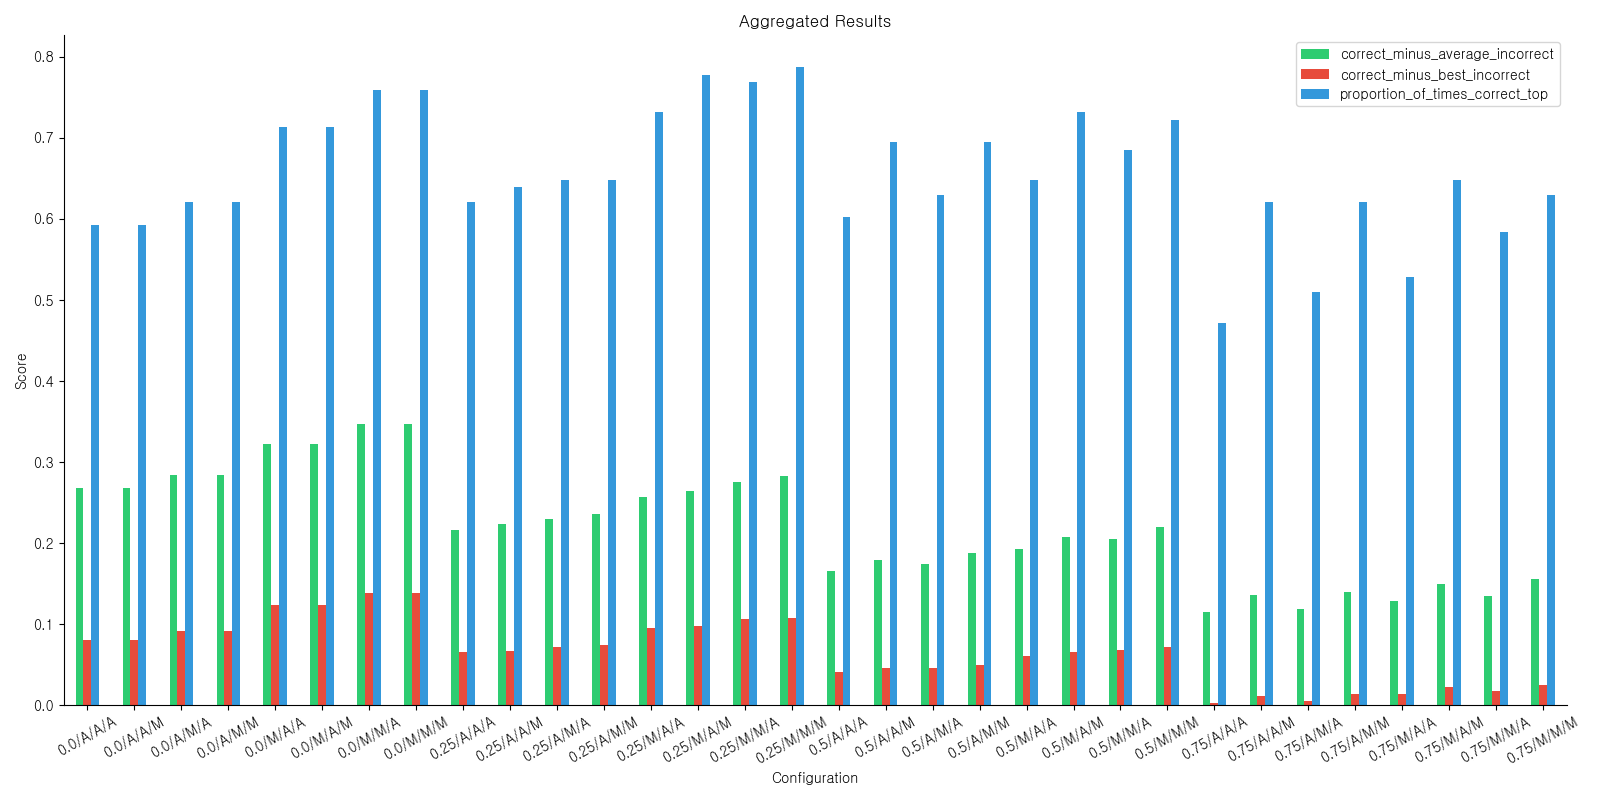 Aggregated Results
correct_minus_average_incorrect
correct_minus_best_incorrect
proportion_of_times_correct_top
Score
0.8
0.7
0.6
0.5
0.4
0.3
0.2
0.1
0.0
0.0/A/A/A
0.0/A/A/M
0.0/A/M/A
0.0/A/M/M
0.0/M/A/A
0.0/M/A/M
0.0/M/M/A
0.0/M/M/M
0.25/A/A/A
0.25/A/A/M
0.25/A/M/A
0.25/A/M/M
0.25/M/A/A
0.25/M/A/M
0.25/M/M/A
0.25/M/M/M
0.5/A/A/A
0.5/A/A/M
0.5/A/M/A
0.5/A/M/M
0.5/M/A/A
0.5/M/A/M
0.5/M/M/A
0.5/M/M/M
0.75/A/A/A
0.75/A/A/M
0.75/A/M/A
0.75/A/M/M
0.75/M/A/A
0.75/M/A/M
0.75/M/M/A
0.75/M/M/M
Configuration